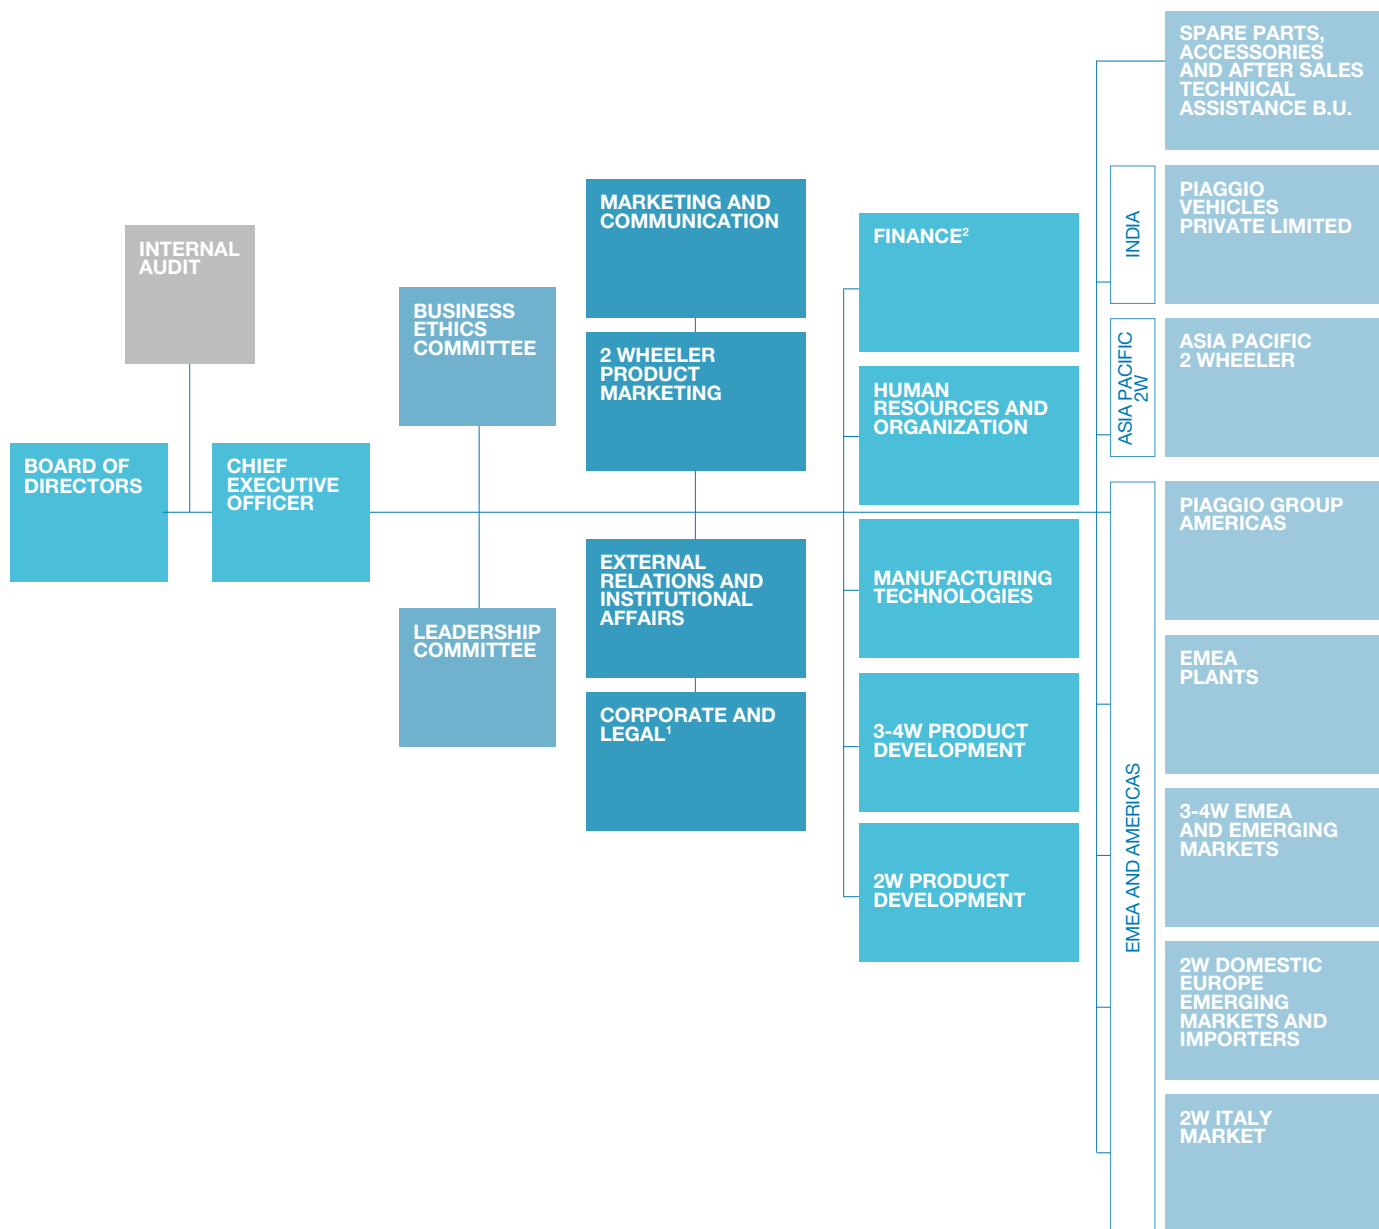 INTERNAL
AUDIT
BOARD OF
DIRECTORS
CHIEF
EXECUTIVE
OFFICER
BUSINESS
ETHICS
COMMITTEE
LEADERSHIP
COMMITTEE
MARKETING AND
COMMUNICATION
2 WHEELER
PRODUCT
MARKETING
EXTERNAL
RELATIONS AND
INSTITUTIONAL
AFFAIRS
CORPORATE AND
LEGAL¹
FINANCE²
HUMAN
RESOURCES AND
ORGANIZATION
MANUFACTURING
TECHNOLOGIES
3-4W PRODUCT
DEVELOPMENT
2W PRODUCT
DEVELOPMENT
SPARE PARTS,
ACCESSORIES
AND AFTER SALES
TECHNICAL
ASSISTANCE B.U.
INDIA
PIAGGIO
VEHICLES
PRIVATE LIMITED
ASIA PACIFIC
2W
ASIA PACIFIC
2 WHEELER
EMEA AND AMERICAS
PIAGGIO GROUP
AMERICAS
EMEA
PLANTS
3-4W EMEA
AND EMERGING
MARKETS
2W DOMESTIC
EUROPE
EMERGING
MARKETS AND
IMPORTERS
2W ITALY
MARKET